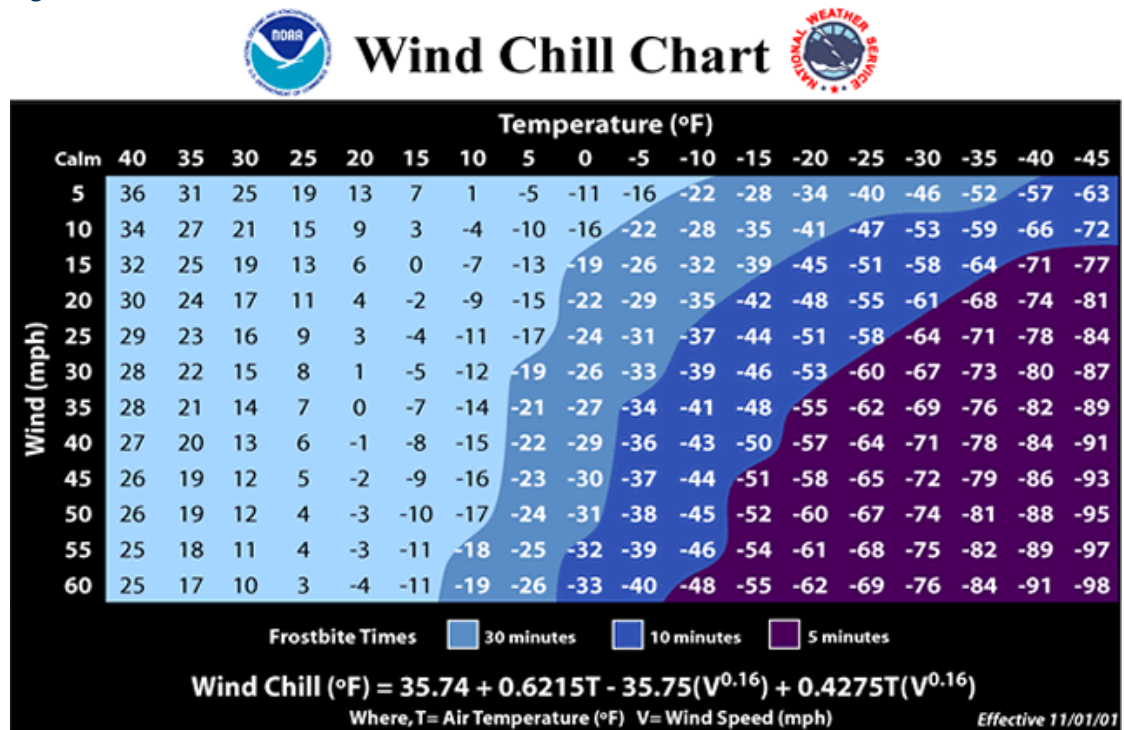 NOAA
NATIONAL OCEANIC AND ATMOSPHERIC ADMINISTRATION
U.S. DEPARTMENT OF COMMERCE
Wind Chill Chart
NATIONAL WEATHER SERVICE
Temperature (ºF)
Calm 40 35 30 25 20 15 10 5 0 -5 -10 -15 -20 -25 -30 -35 -40 -45
Wind (mph)
5 36 31 25 19 13 7 1 -5 -11 -16 -22 -28 -34 -40 -46 -52 -57 -63
10 34 27 21 15 9 3 -4 -10 -16 -22 -28 -35 -41 -47 -53 -59 -66 -72
15 32 25 19 13 6 0 -7 -13 -19 -26 -32 -39 -45 -51 -58 -64 -71 -77
20 30 24 17 11 4 -2 -9 -15 -22 -29 -35 -42 -48 -55 -61 -68 -74 -81
25 29 23 16 9 3 -4 -11 -17 -24 -31 -37 -44 -51 -58 -64 -71 -78 -84
30 28 22 15 8 1 -5 -12 -19 -26 -33 -39 -46 -53 -60 -67 -73 -80 -87
35 28 21 14 7 0 -7 -14 -21 -27 -34 -41 -48 -55 -62 -69 -76 -82 -89
40 27 20 13 6 -1 -8 -15 -22 -29 -36 -43 -50 -57 -64 -71 -78 -84 -91
45 26 19 12 5 -2 -9 -16 -23 -30 -37 -44 -51 -58 -65 -72 -79 -86 -93
50 26 19 12 4 -3 -10 -17 -24 -31 -38 -45 -52 -60 -67 -74 -81 -88 -95
55 25 18 11 4 -3 -11 -18 -25 -32 -39 -46 -54 -61 -68 -75 -82 -89 -97
60 25 17 10 3 -4 -11 -19 -26 -33 -40 -48 -55 -62 -69 -76 -84 -91 -98
Frostbite Times 30 minutes 10 minutes 5 minutes
Wind Chill (ºF) = 35.74 + 0.6215T - 35.75(V^0.16) + 0.4275T(V^0.16)
Where, T= Air Temperature (ºF) V= Wind Speed (mph)
Effective 11/01/01